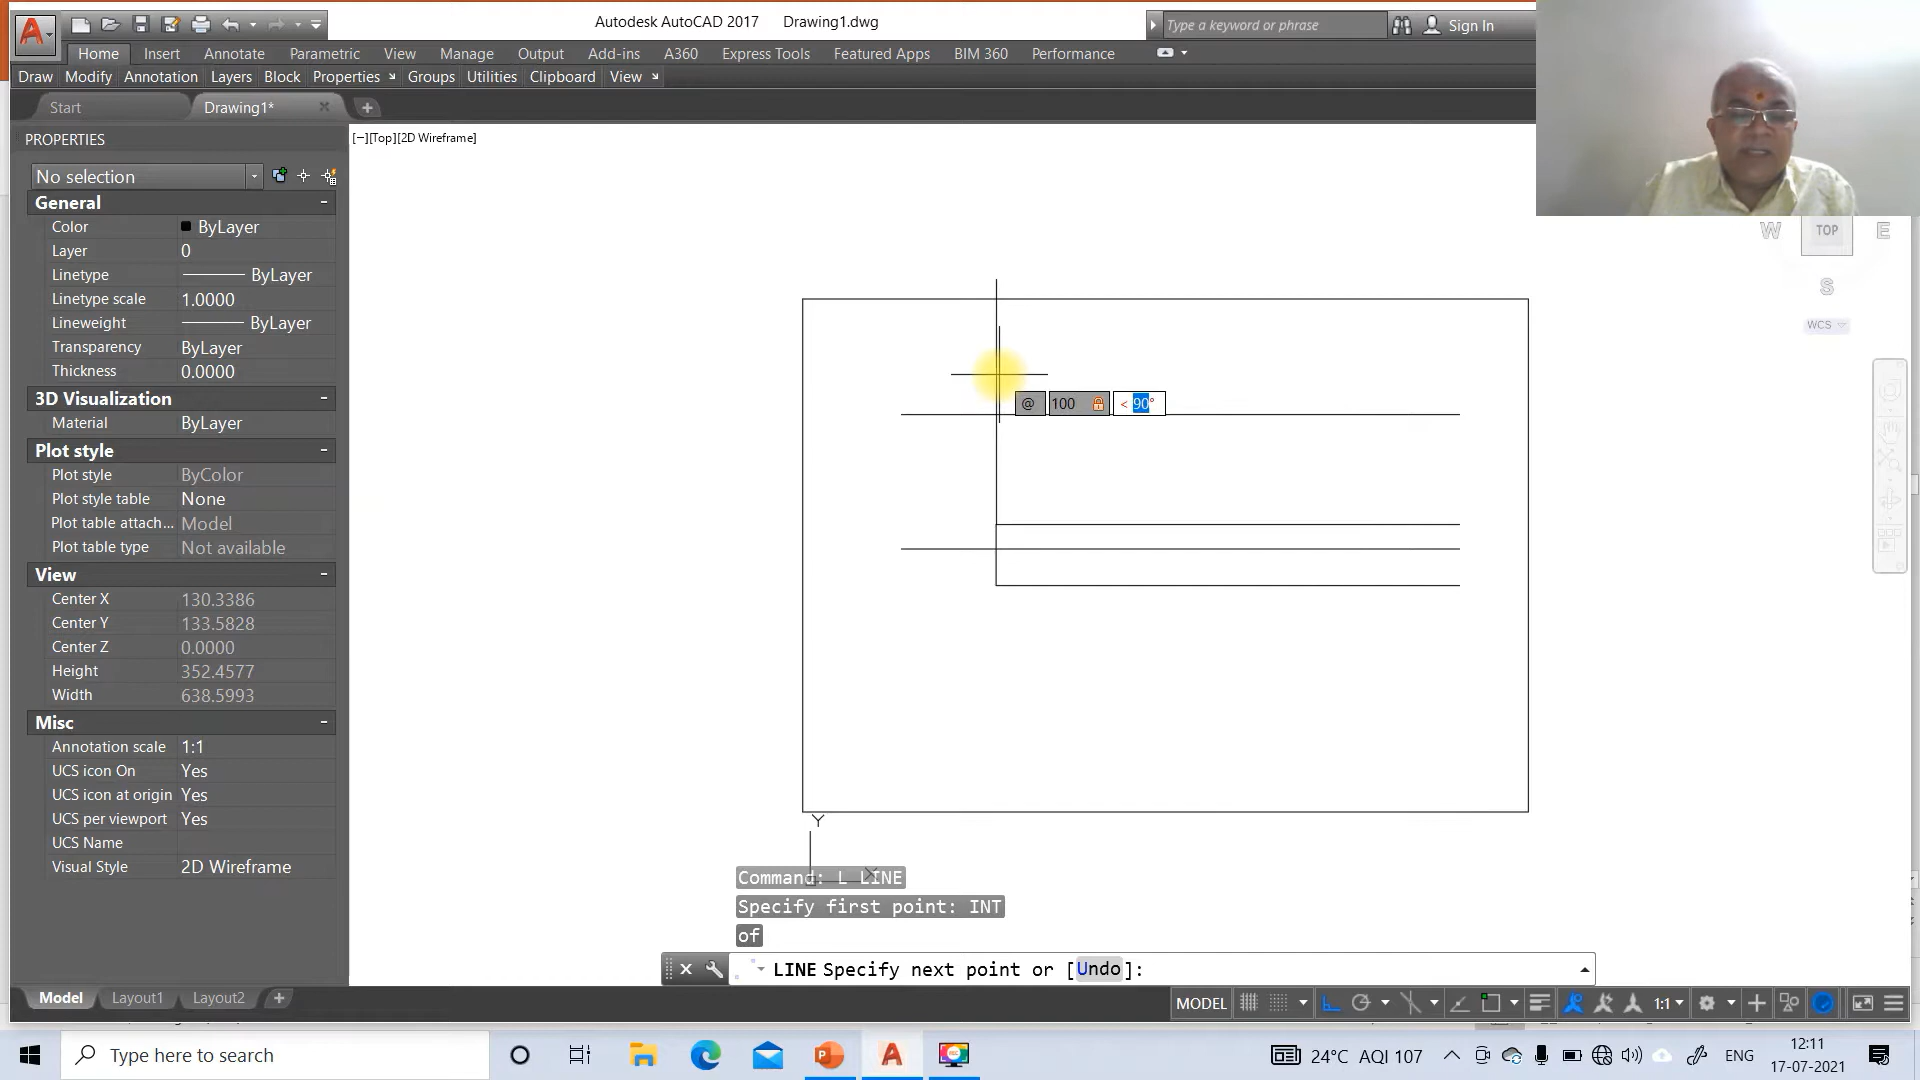 Autodesk AutoCAD 2017 Drawing1.dwg
Type a keyword or phrase
Sign In
Home Insert Annotate Parametric View Manage Output Add-ins A360 Express Tools Featured Apps BIM 360 Performance
Draw Modify Annotation Layers Block Properties Groups Utilities Clipboard View
Start Drawing1*
PROPERTIES
[−][Top][2D Wireframe]
No selection
General
Color ByLayer
Layer 0
Linetype ByLayer
Linetype scale 1.0000
Lineweight ByLayer
Transparency ByLayer
Thickness 0.0000
3D Visualization
Material ByLayer
Plot style
Plot style ByColor
Plot style table None
Plot table attach... Model
Plot table type Not available
View
Center X 130.3386
Center Y 133.5828
Center Z 0.0000
Height 352.4577
Width 638.5993
Misc
Annotation scale 1:1
UCS icon On Yes
UCS icon at origin Yes
UCS per viewport Yes
UCS Name
Visual Style 2D Wireframe
W TOP E
S
WCS
@ 100 < 90°
Y
X
Command: L LINE
Specify first point: INT
of
LINE Specify next point or [Undo]:
Model Layout1 Layout2 +
MODEL 1:1
Type here to search
24°C AQI 107 ENG
12:11
17-07-2021